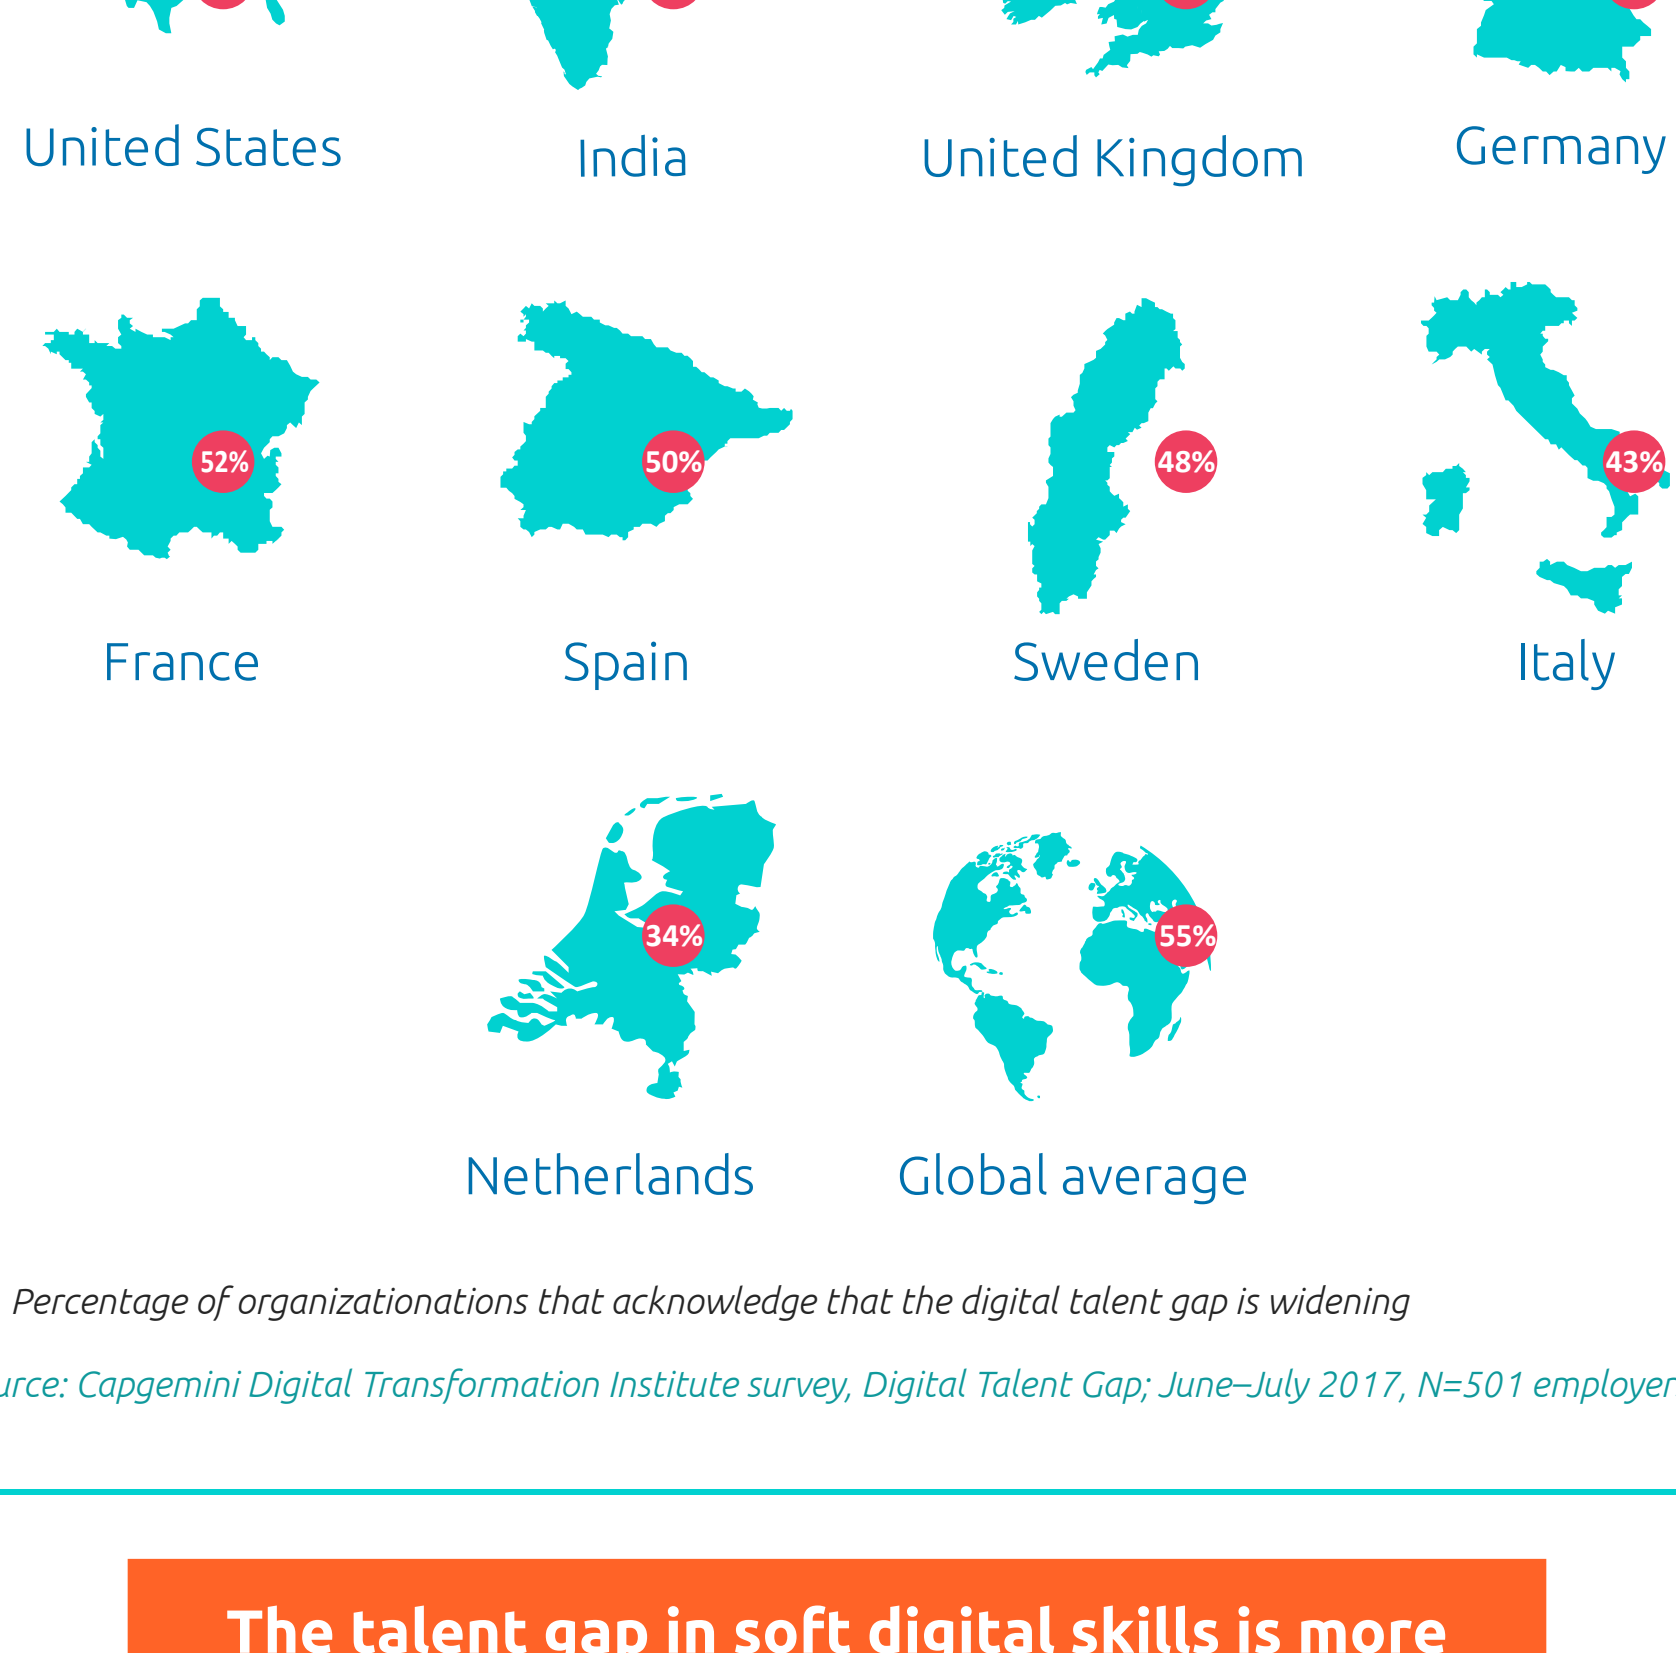 United States
India
United Kingdom
Germany
52%
50%
48%
43%
France
Spain
Sweden
Italy
34%
55%
Netherlands
Global average
Percentage of organizationations that acknowledge that the digital talent gap is widening
Capgemini Digital Transformation Institute survey, Digital Talent Gap; June–July 2017, N=501 employer
The talent gap in soft digital skills is more